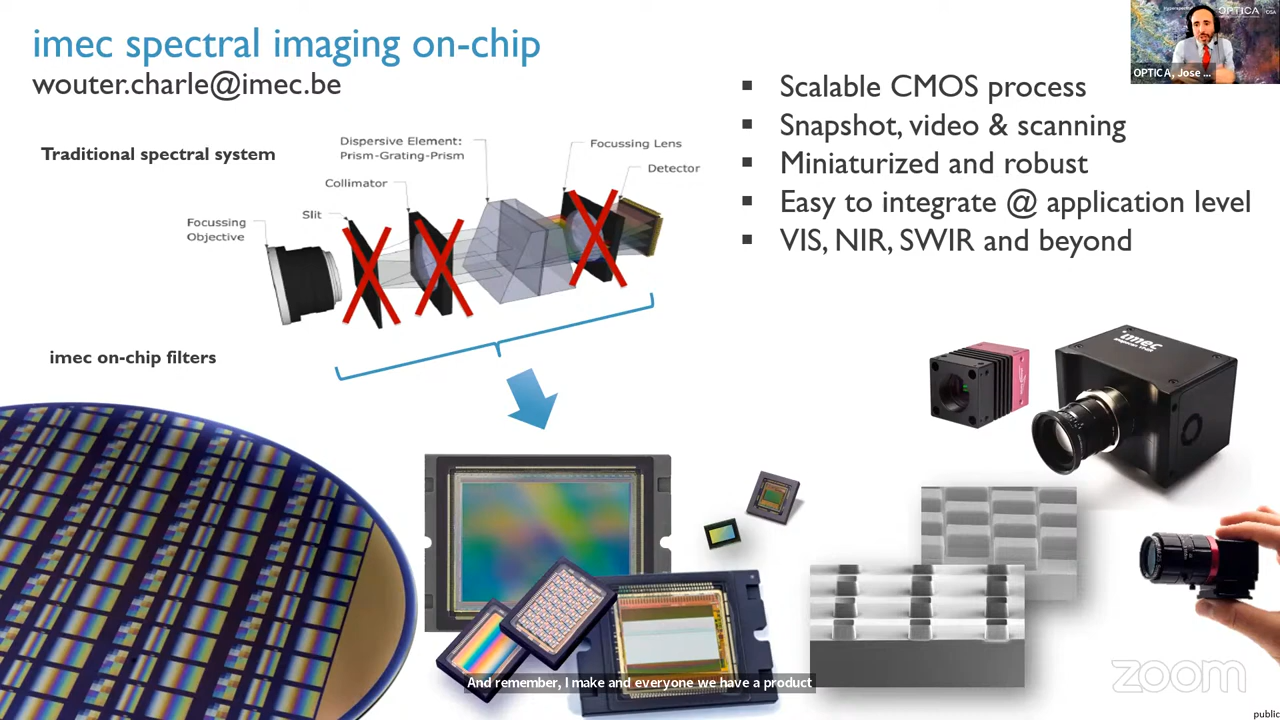 imec spectral imaging on-chip
wouter.charle@imec.be
OPTICA
OPTICA, Jose ...
▪ Scalable CMOS process
▪ Snapshot, video & scanning
▪ Miniaturized and robust
▪ Easy to integrate @ application level
▪ VIS, NIR, SWIR and beyond
Traditional spectral system
Dispersive Element:
Prism-Grating-Prism
Focussing Lens
Detector
Collimator
Slit
Focussing
Objective
imec on-chip filters
imec
And remember, I make and everyone we have a product
zoom
public